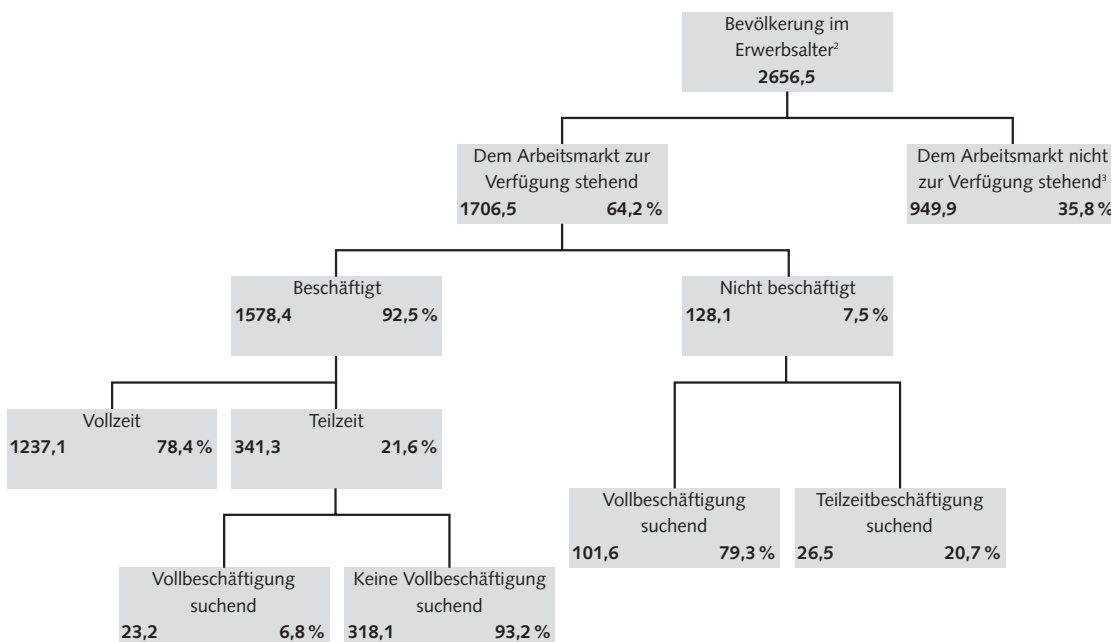 Bevölkerung im
Erwerbsalter²
2656,5
Dem Arbeitsmarkt zur
Verfügung stehend
1706,5 64,2 %
Dem Arbeitsmarkt nicht
zur Verfügung stehend³
949,9 35,8 %
Beschäftigt
1578,4 92,5 %
Nicht beschäftigt
128,1 7,5 %
Vollzeit
1237,1 78,4 %
Teilzeit
341,3 21,6 %
Vollbeschäftigung
suchend
101,6 79,3 %
Teilzeitbeschäftigung
suchend
26,5 20,7 %
Vollbeschäftigung
suchend
23,2 6,8 %
Keine Vollbeschäftigung
suchend
318,1 93,2 %